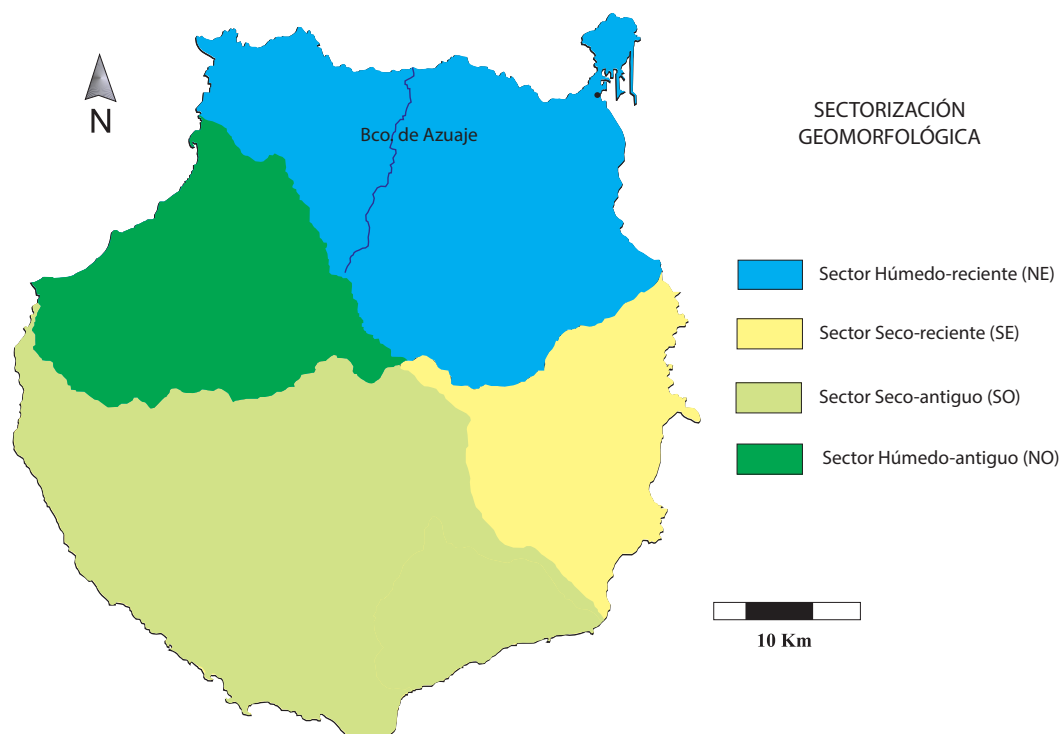 N
Bco. de Azuaje
SECTORIZACIÓN
GEOMORFOLÓGICA
Sector Húmedo-reciente (NE)
Sector Seco-reciente (SE)
Sector Seco-antiguo (SO)
Sector Húmedo-antiguo (NO)
10 Km